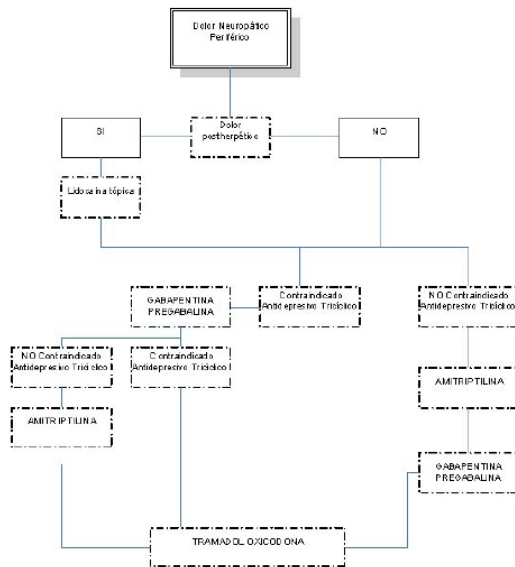 Dolor Neuropático
Periférico
SI
Dolor
postherpético
NO
Lidocaina tópica
GABAPENTINA
PREGABALINA
Contraindicado
Antidepresivo Tricíclico
NO Contraindicado
Antidepresivo Tricíclico
NO Contraindicado
Antidepresivo Tricíclico
Contraindicado
Antidepresivo Tricíclico
AMITRIPTILINA
AMITRIPTILINA
GABAPENTINA
PREGABALINA
TRAMADOL OXICODONA